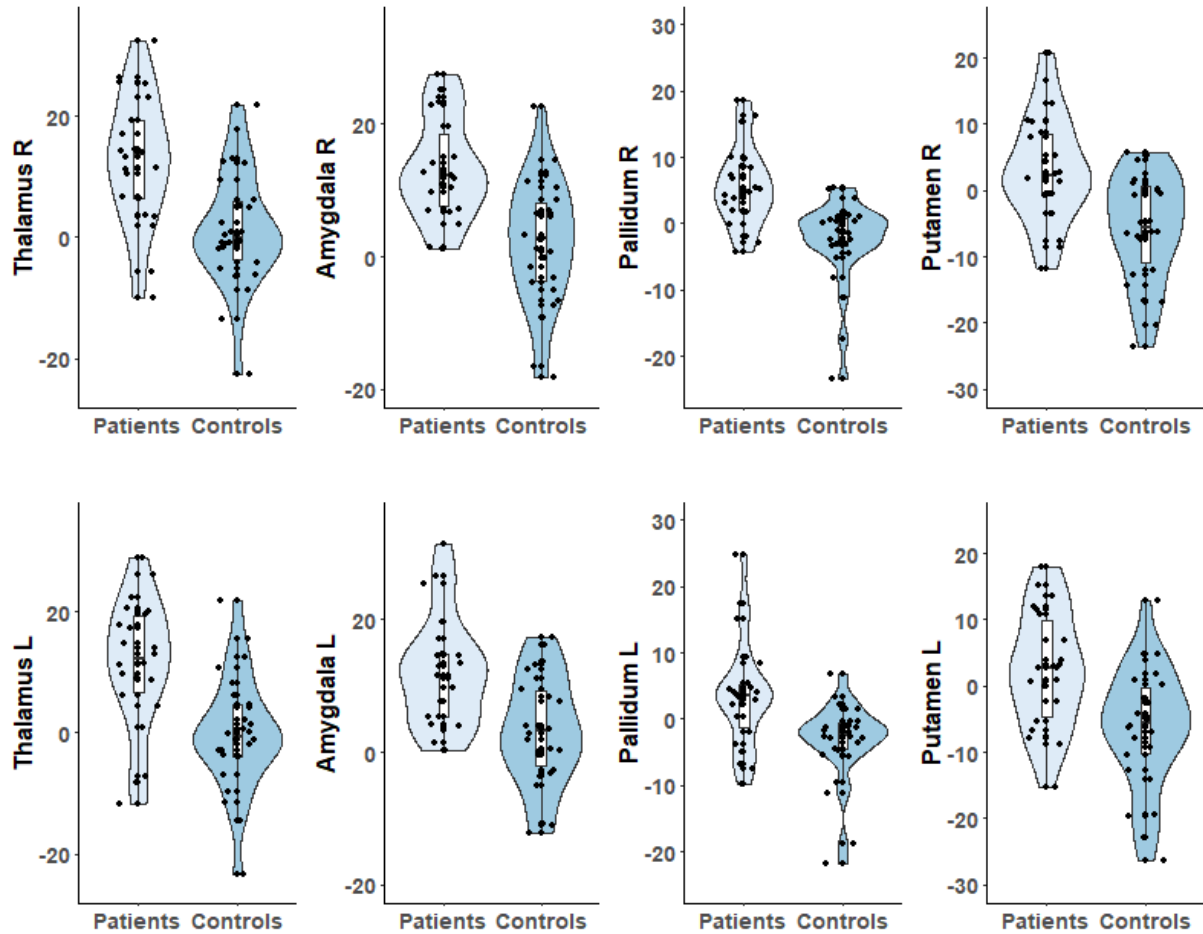 Thalamus R
20
0
-20
Patients Controls
Amygdala R
20
0
-20
Patients Controls
Pallidum R
30
20
10
0
-10
-20
Patients Controls
Putamen R
20
10
0
-10
-20
-30
Patients Controls
Thalamus L
20
0
-20
Patients Controls
Amygdala L
20
0
-20
Patients Controls
Pallidum L
30
20
10
0
-10
-20
Patients Controls
Putamen L
20
10
0
-10
-20
-30
Patients Controls